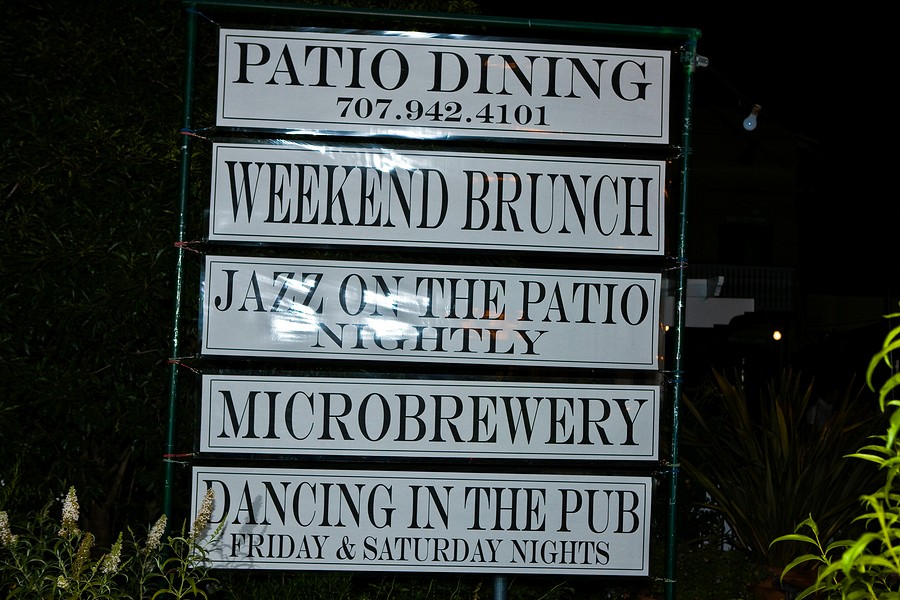 PATIO DINING
707.942.4101
WEEKEND BRUNCH
JAZZ ON THE PATIO
NIGHTLY
MICROBREWERY
DANCING IN THE PUB
FRIDAY & SATURDAY NIGHTS